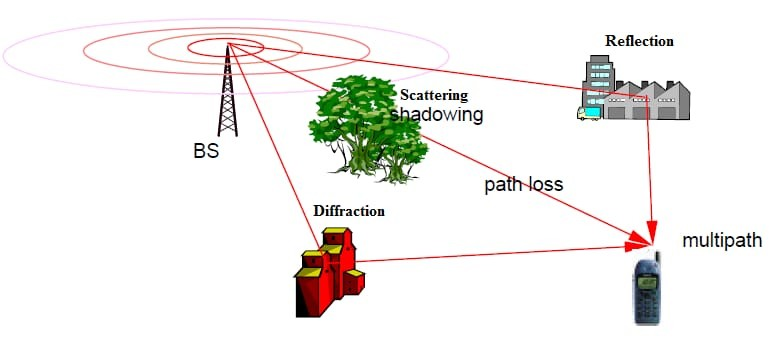 Reflection
Scattering
shadowing
BS
path loss
Diffraction
multipath